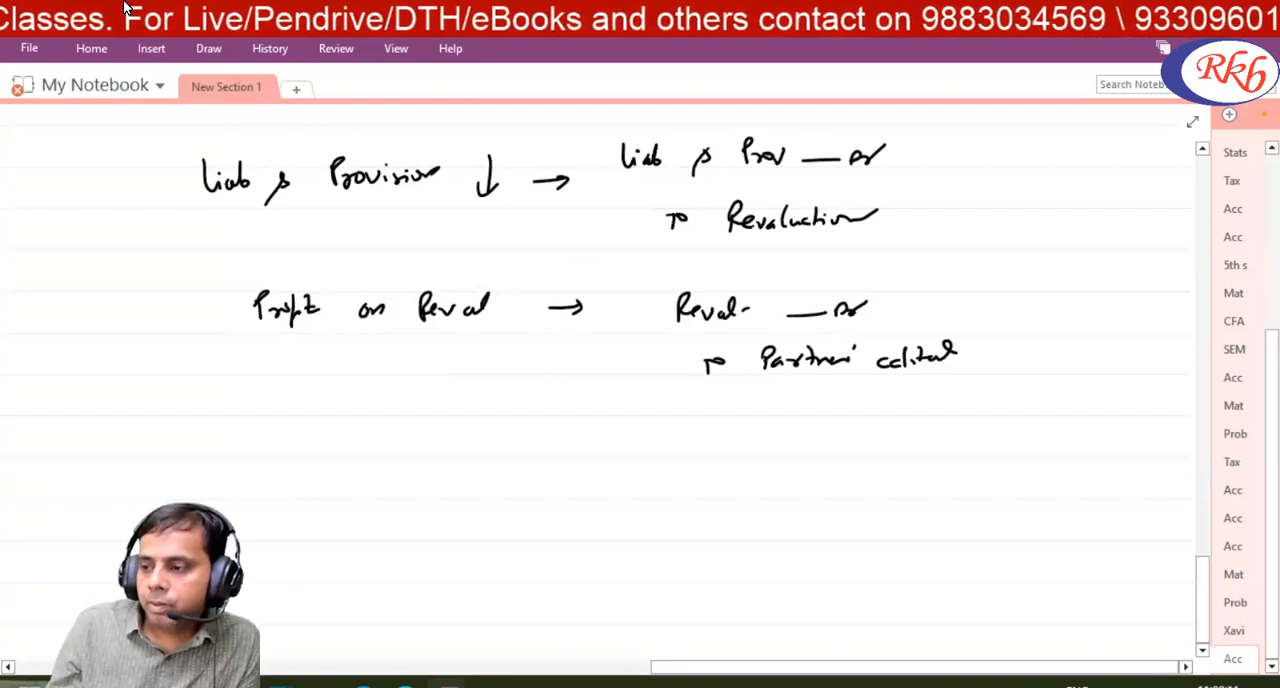 Classes. For Live/Pendrive/DTH/eBooks and others contact on 9883034569 \ 93309601
File Home Insert Draw History Review View Help
Rkb
My Notebook New Section 1 + Search Noteb
Liab & Provision ↓ → Liab & Prov — Dr
To Revaluation
Profit on Reval → Reval- — Dr
To Partners' capital
Stats
Tax
Acc
Acc
5th s
Mat
CFA
SEM
Acc
Mat
Prob
Tax
Acc
Acc
Acc
Mat
Prob
Xavi
Acc